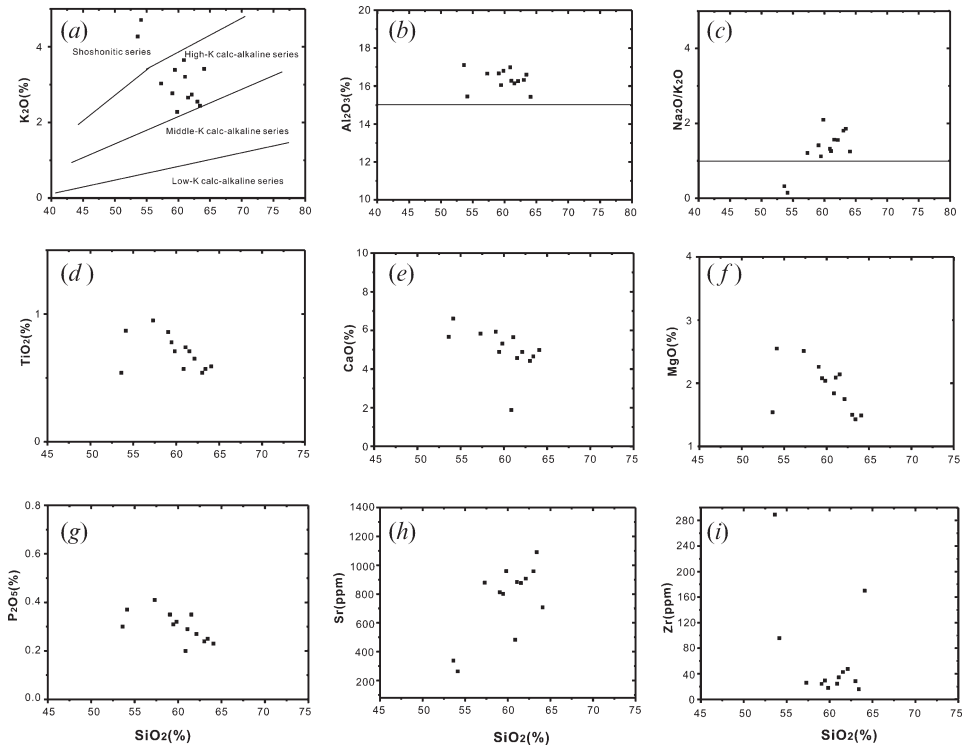 (a)
Shoshonitic series
High-K calc-alkaline series
Middle-K calc-alkaline series
Low-K calc-alkaline series
K2O(%)
4
2
0
40 45 50 55 60 65 70 75 80
(b)
Al2O3(%)
20
18
16
14
12
10
40 45 50 55 60 65 70 75 80
(c)
Na2O/K2O
5
4
3
2
1
0
40 45 50 55 60 65 70 75 80
(d)
TiO2(%)
1
0
45 50 55 60 65 70 75
(e)
CaO(%)
10
8
6
4
2
0
45 50 55 60 65 70 75
(f)
MgO(%)
4
3
2
1
45 50 55 60 65 70 75
(g)
P2O5(%)
0.8
0.6
0.4
0.2
0.0
45 50 55 60 65 70 75
SiO2(%)
(h)
Sr(ppm)
1400
1200
1000
800
600
400
200
45 50 55 60 65 70 75
SiO2(%)
(i)
Zr(ppm)
280
240
200
160
120
80
40
0
45 50 55 60 65 70 75
SiO2(%)